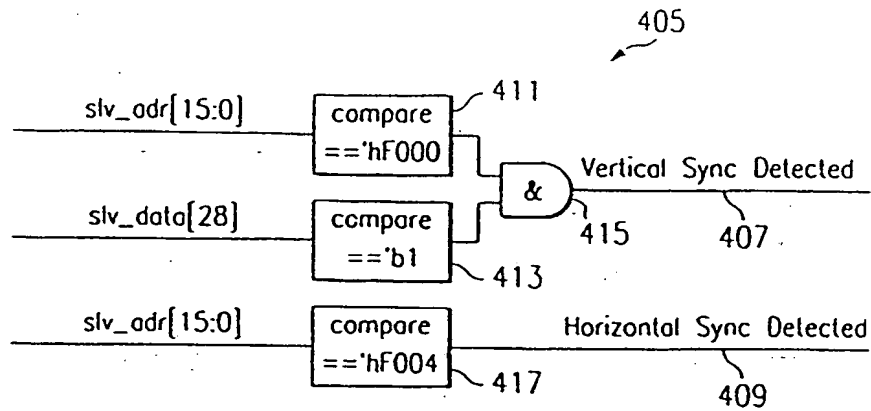 405
slv_adr[15:0]
compare
=='hF000
411
&
415
Vertical Sync Detected
407
slv_data[28]
compare
=='b1
413
slv_adr[15:0]
compare
=='hF004
417
Horizontal Sync Detected
409